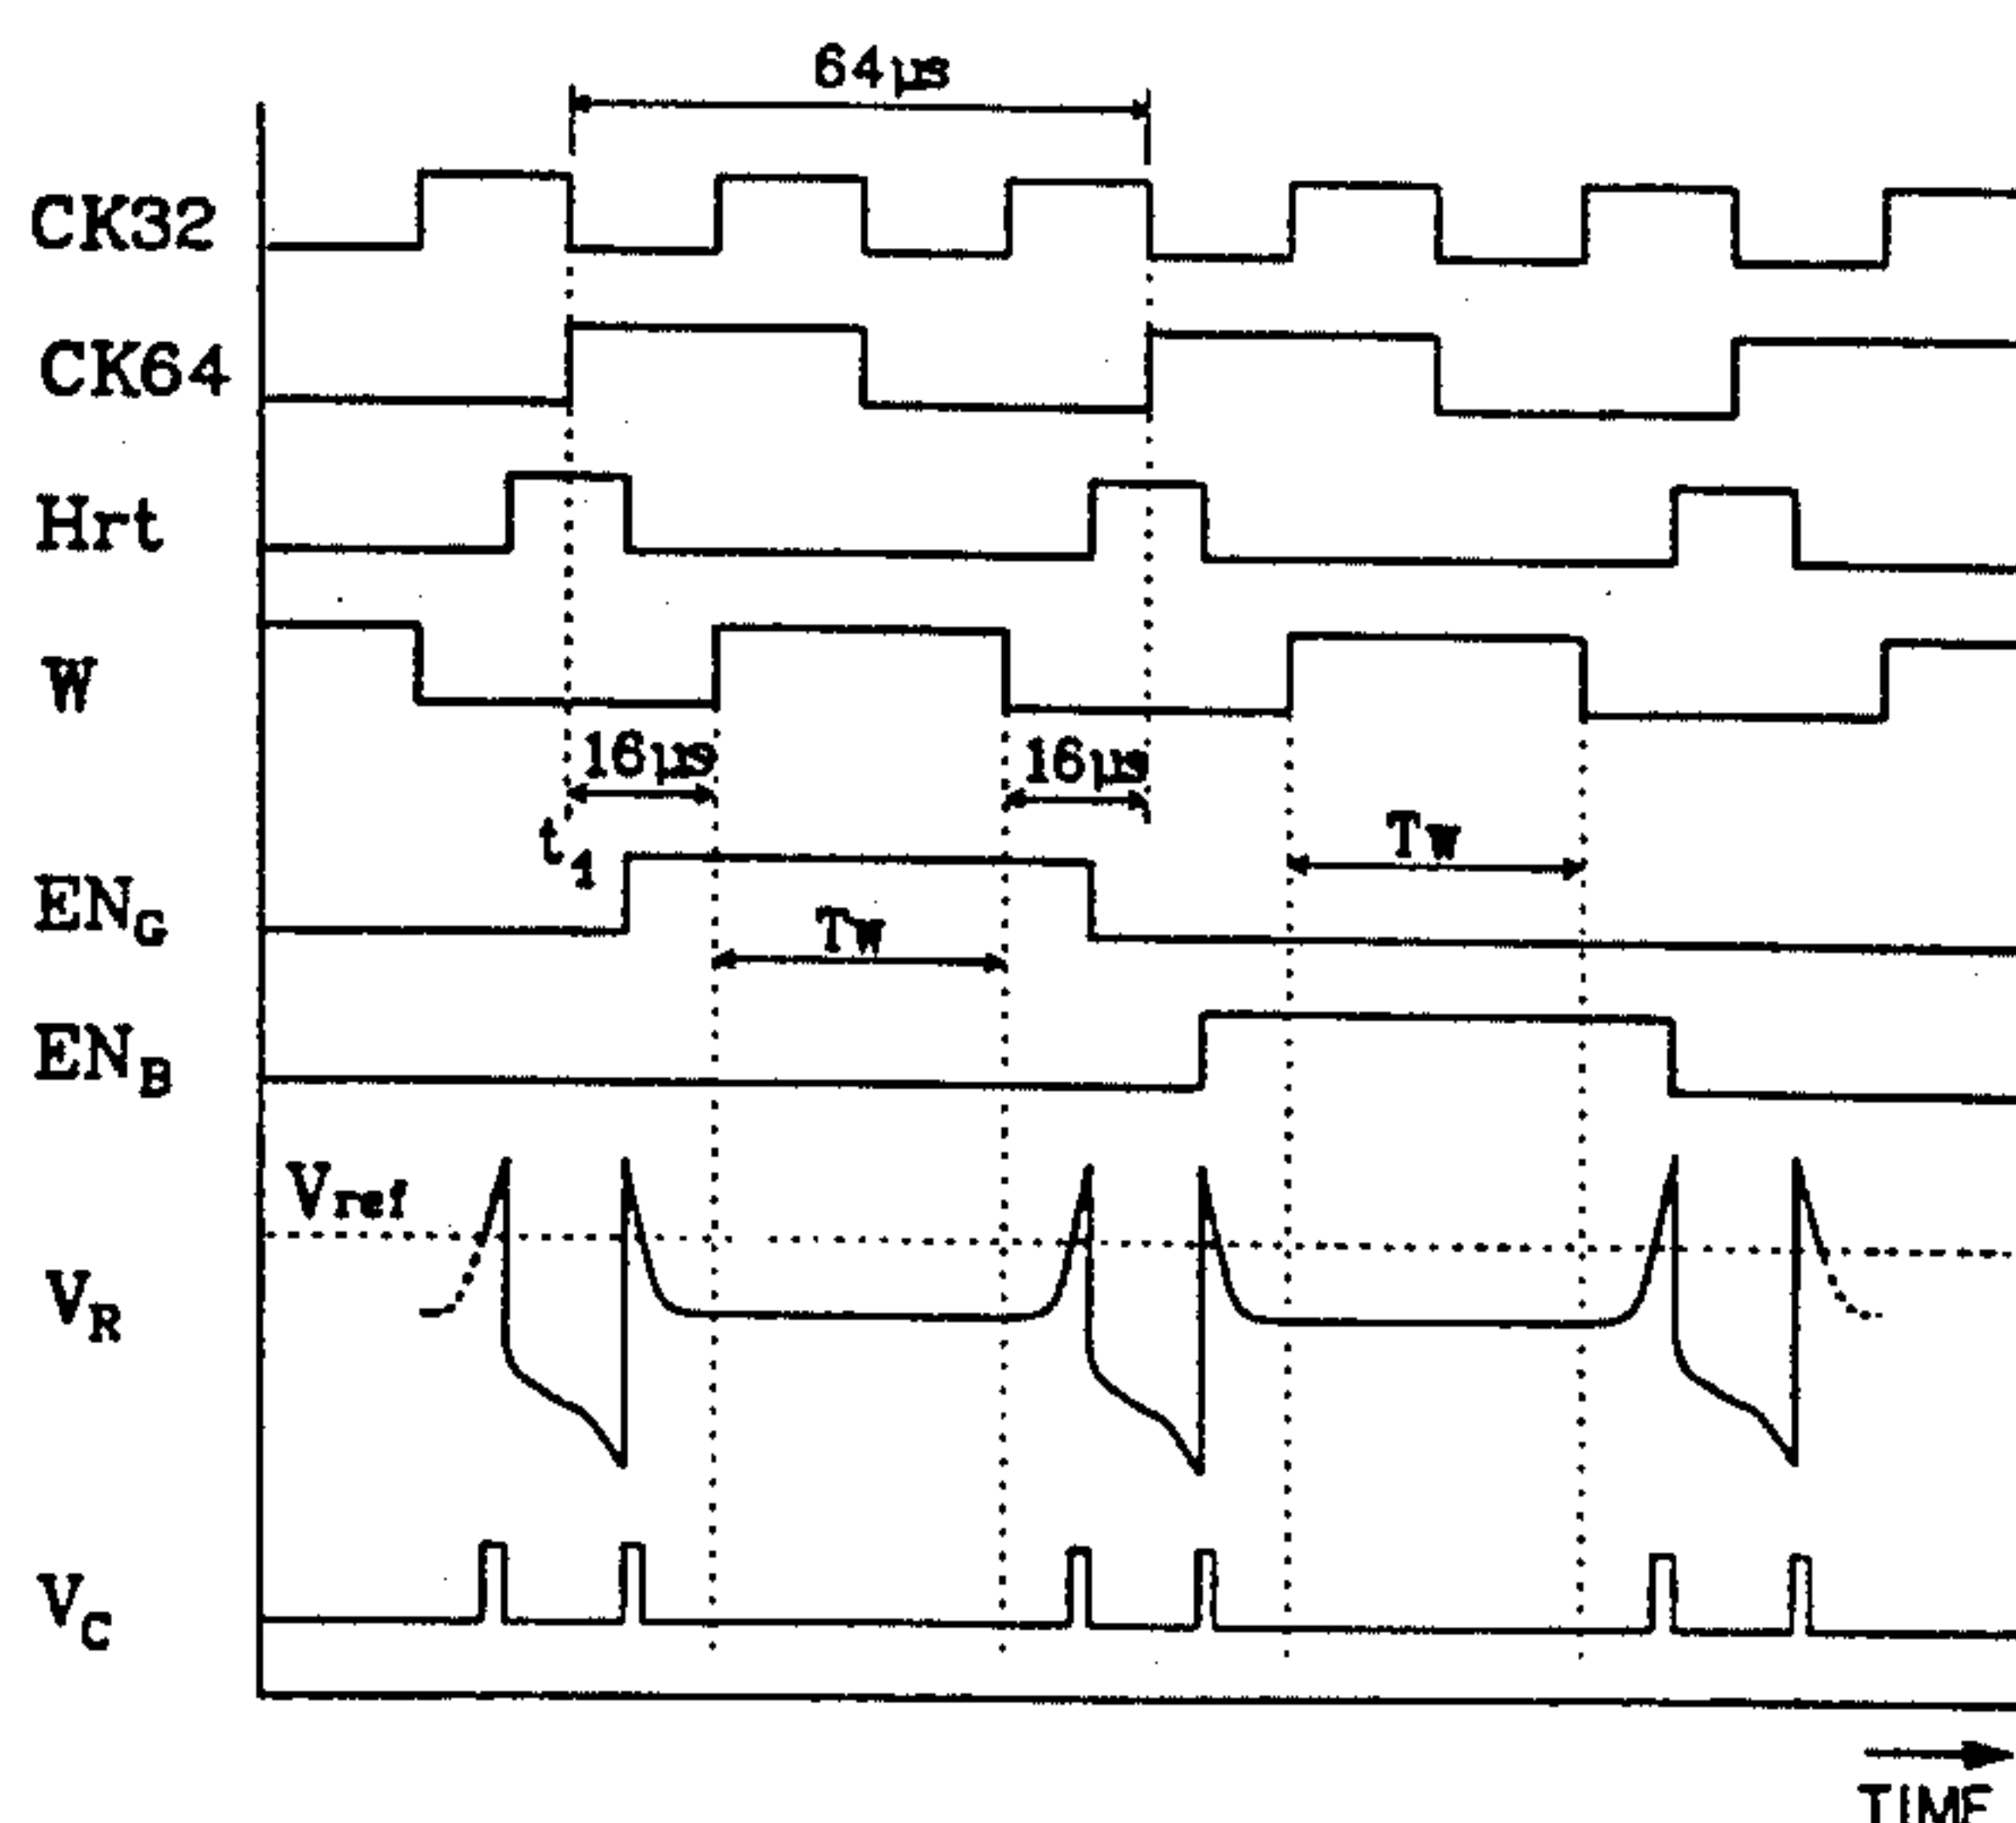 64μs
CK32
CK64
Hrt
W
16μs
16μs
t1
TW
ENG
TW
ENB
Vref
VR
VC
TIME